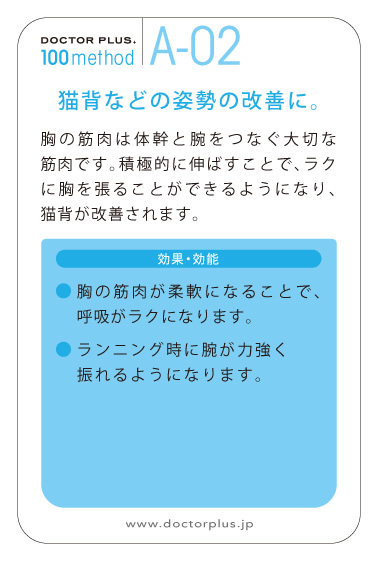 DOCTOR PLUS.
100method
A-02
猫背などの姿勢の改善に。
胸の筋肉は体幹と腕をつなぐ大切な
筋肉です。積極的に伸ばすことで、ラク
に胸を張ることができるようになり、
猫背が改善されます。
効果・効能
● 胸の筋肉が柔軟になることで、
呼吸がラクになります。
● ランニング時に腕が力強く
振れるようになります。
www.doctorplus.jp